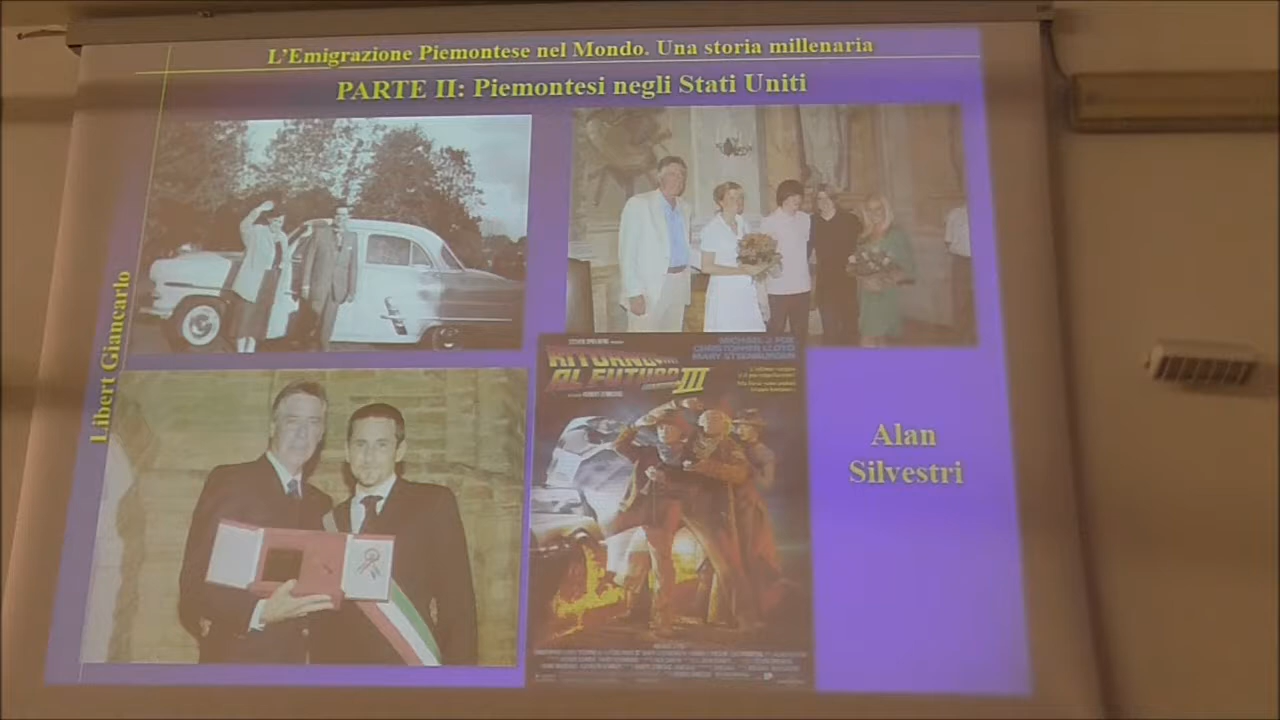 L'Emigrazione Piemontese nel Mondo. Una storia millenaria
PARTE II: Piemontesi negli Stati Uniti
Libert Giancarlo
MICHAEL J. FOX
CHRISTOPHER LLOYD
MARY STEENBURGEN
RITORNO
AL FUTURO
III
Alan
Silvestri